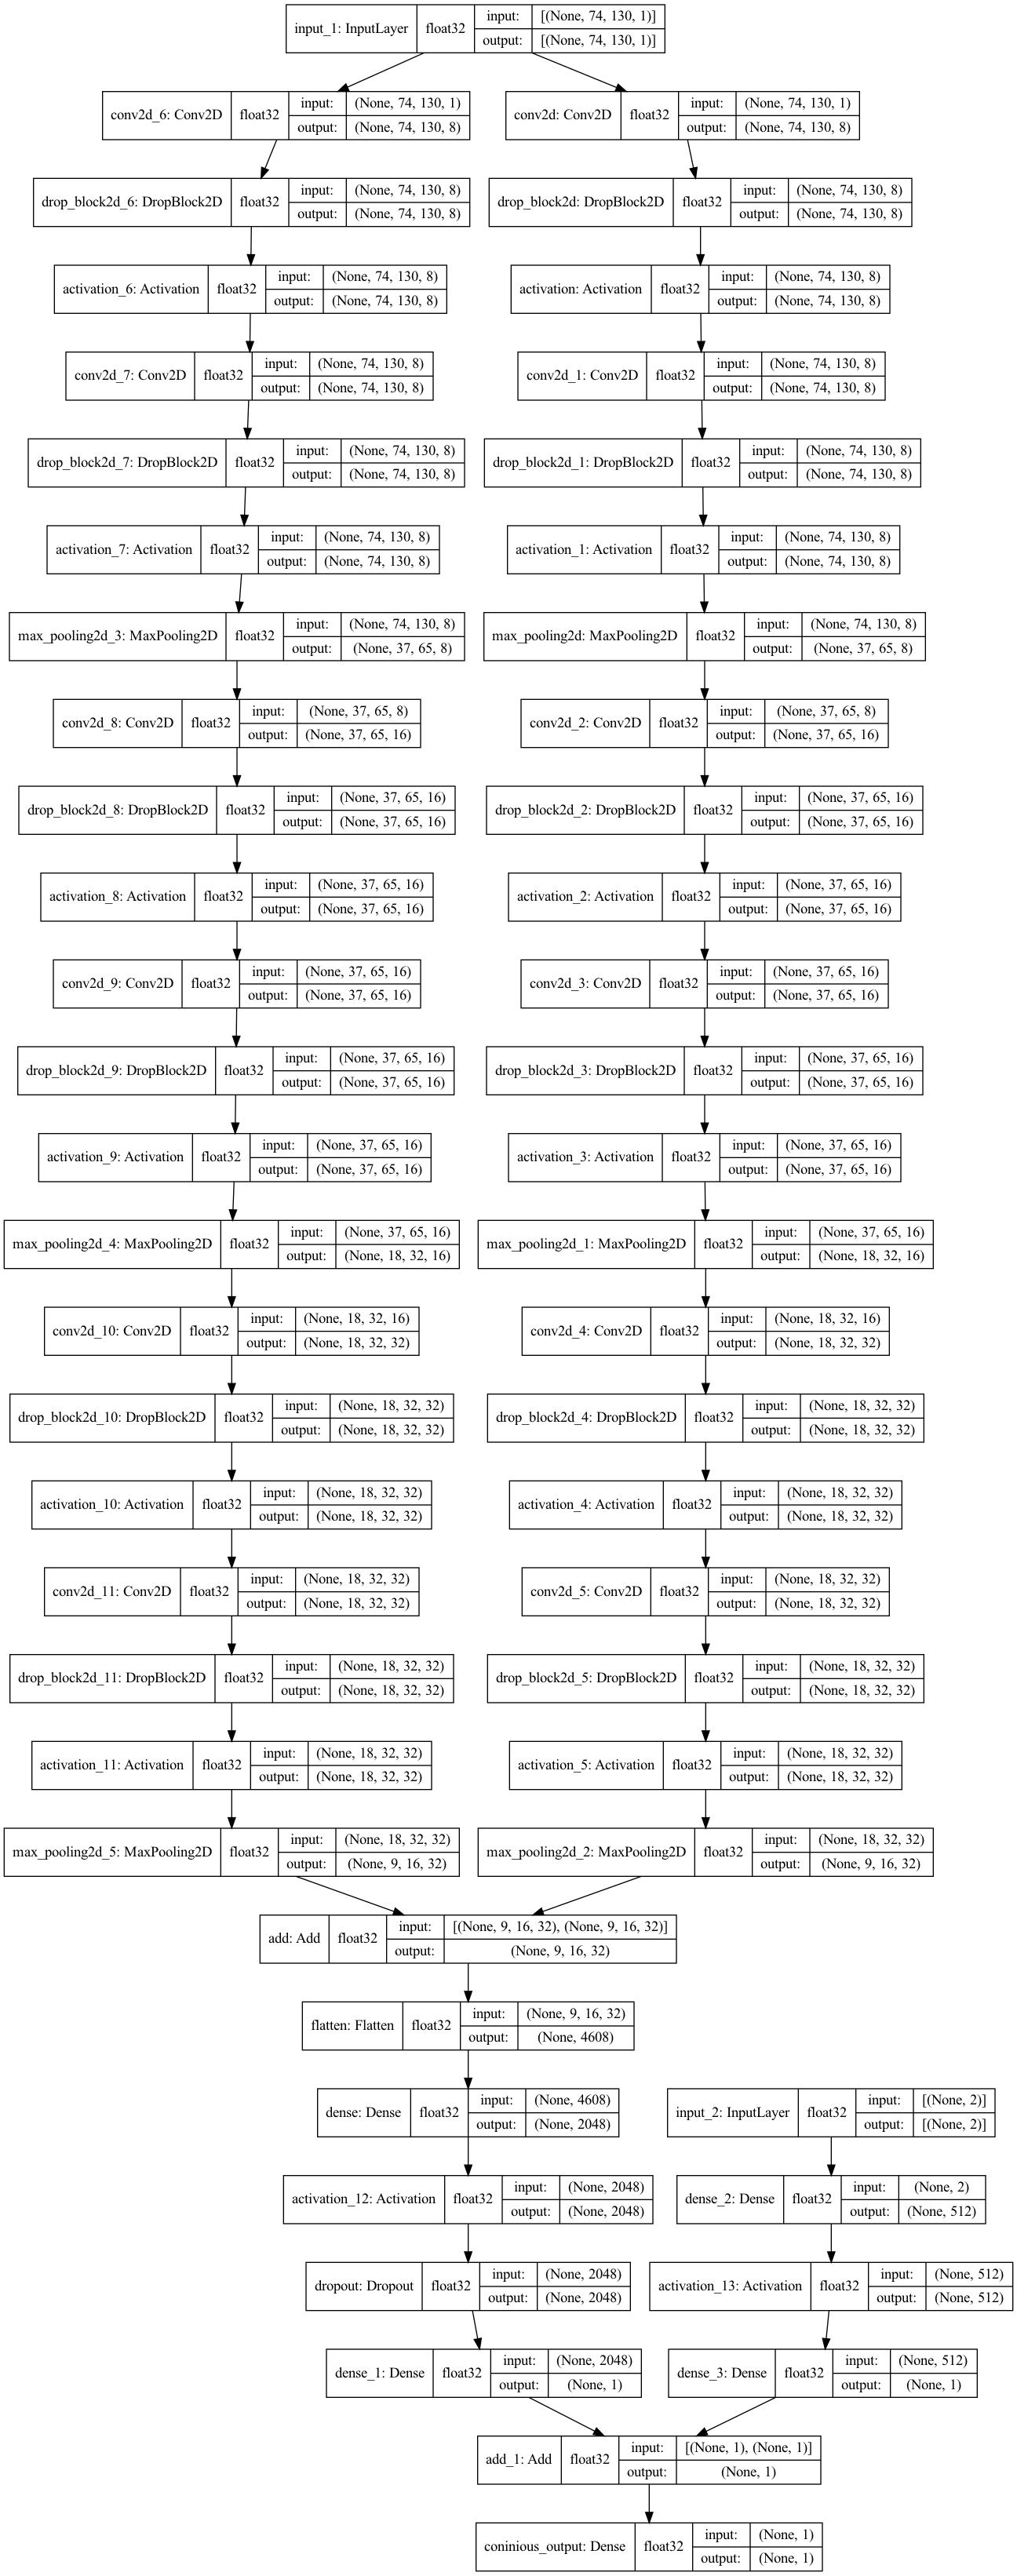 input_1: InputLayer float32 input: [(None, 74, 130, 1)]
output: [(None, 74, 130, 1)]
conv2d_6: Conv2D float32 input: (None, 74, 130, 1)
output: (None, 74, 130, 8)
conv2d: Conv2D float32 input: (None, 74, 130, 1)
output: (None, 74, 130, 8)
drop_block2d_6: DropBlock2D float32 input: (None, 74, 130, 8)
output: (None, 74, 130, 8)
drop_block2d: DropBlock2D float32 input: (None, 74, 130, 8)
output: (None, 74, 130, 8)
activation_6: Activation float32 input: (None, 74, 130, 8)
output: (None, 74, 130, 8)
activation: Activation float32 input: (None, 74, 130, 8)
output: (None, 74, 130, 8)
conv2d_7: Conv2D float32 input: (None, 74, 130, 8)
output: (None, 74, 130, 8)
conv2d_1: Conv2D float32 input: (None, 74, 130, 8)
output: (None, 74, 130, 8)
drop_block2d_7: DropBlock2D float32 input: (None, 74, 130, 8)
output: (None, 74, 130, 8)
drop_block2d_1: DropBlock2D float32 input: (None, 74, 130, 8)
output: (None, 74, 130, 8)
activation_7: Activation float32 input: (None, 74, 130, 8)
output: (None, 74, 130, 8)
activation_1: Activation float32 input: (None, 74, 130, 8)
output: (None, 74, 130, 8)
max_pooling2d_3: MaxPooling2D float32 input: (None, 74, 130, 8)
output: (None, 37, 65, 8)
max_pooling2d: MaxPooling2D float32 input: (None, 74, 130, 8)
output: (None, 37, 65, 8)
conv2d_8: Conv2D float32 input: (None, 37, 65, 8)
output: (None, 37, 65, 16)
conv2d_2: Conv2D float32 input: (None, 37, 65, 8)
output: (None, 37, 65, 16)
drop_block2d_8: DropBlock2D float32 input: (None, 37, 65, 16)
output: (None, 37, 65, 16)
drop_block2d_2: DropBlock2D float32 input: (None, 37, 65, 16)
output: (None, 37, 65, 16)
activation_8: Activation float32 input: (None, 37, 65, 16)
output: (None, 37, 65, 16)
activation_2: Activation float32 input: (None, 37, 65, 16)
output: (None, 37, 65, 16)
conv2d_9: Conv2D float32 input: (None, 37, 65, 16)
output: (None, 37, 65, 16)
conv2d_3: Conv2D float32 input: (None, 37, 65, 16)
output: (None, 37, 65, 16)
drop_block2d_9: DropBlock2D float32 input: (None, 37, 65, 16)
output: (None, 37, 65, 16)
drop_block2d_3: DropBlock2D float32 input: (None, 37, 65, 16)
output: (None, 37, 65, 16)
activation_9: Activation float32 input: (None, 37, 65, 16)
output: (None, 37, 65, 16)
activation_3: Activation float32 input: (None, 37, 65, 16)
output: (None, 37, 65, 16)
max_pooling2d_4: MaxPooling2D float32 input: (None, 37, 65, 16)
output: (None, 18, 32, 16)
max_pooling2d_1: MaxPooling2D float32 input: (None, 37, 65, 16)
output: (None, 18, 32, 16)
conv2d_10: Conv2D float32 input: (None, 18, 32, 16)
output: (None, 18, 32, 32)
conv2d_4: Conv2D float32 input: (None, 18, 32, 16)
output: (None, 18, 32, 32)
drop_block2d_10: DropBlock2D float32 input: (None, 18, 32, 32)
output: (None, 18, 32, 32)
drop_block2d_4: DropBlock2D float32 input: (None, 18, 32, 32)
output: (None, 18, 32, 32)
activation_10: Activation float32 input: (None, 18, 32, 32)
output: (None, 18, 32, 32)
activation_4: Activation float32 input: (None, 18, 32, 32)
output: (None, 18, 32, 32)
conv2d_11: Conv2D float32 input: (None, 18, 32, 32)
output: (None, 18, 32, 32)
conv2d_5: Conv2D float32 input: (None, 18, 32, 32)
output: (None, 18, 32, 32)
drop_block2d_11: DropBlock2D float32 input: (None, 18, 32, 32)
output: (None, 18, 32, 32)
drop_block2d_5: DropBlock2D float32 input: (None, 18, 32, 32)
output: (None, 18, 32, 32)
activation_11: Activation float32 input: (None, 18, 32, 32)
output: (None, 18, 32, 32)
activation_5: Activation float32 input: (None, 18, 32, 32)
output: (None, 18, 32, 32)
max_pooling2d_5: MaxPooling2D float32 input: (None, 18, 32, 32)
output: (None, 9, 16, 32)
max_pooling2d_2: MaxPooling2D float32 input: (None, 18, 32, 32)
output: (None, 9, 16, 32)
add: Add float32 input: [(None, 9, 16, 32), (None, 9, 16, 32)]
output: (None, 9, 16, 32)
flatten: Flatten float32 input: (None, 9, 16, 32)
output: (None, 4608)
dense: Dense float32 input: (None, 4608)
output: (None, 2048)
input_2: InputLayer float32 input: [(None, 2)]
output: [(None, 2)]
activation_12: Activation float32 input: (None, 2048)
output: (None, 2048)
dense_2: Dense float32 input: (None, 2)
output: (None, 512)
dropout: Dropout float32 input: (None, 2048)
output: (None, 2048)
activation_13: Activation float32 input: (None, 512)
output: (None, 512)
dense_1: Dense float32 input: (None, 2048)
output: (None, 1)
dense_3: Dense float32 input: (None, 512)
output: (None, 1)
add_1: Add float32 input: [(None, 1), (None, 1)]
output: (None, 1)
coninious_output: Dense float32 input: (None, 1)
output: (None, 1)